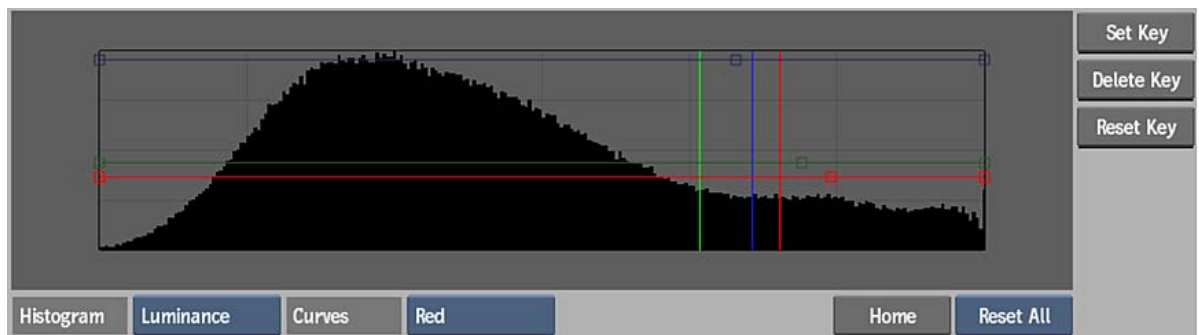 Set Key
Delete Key
Reset Key
Histogram Luminance Curves Red Home Reset All